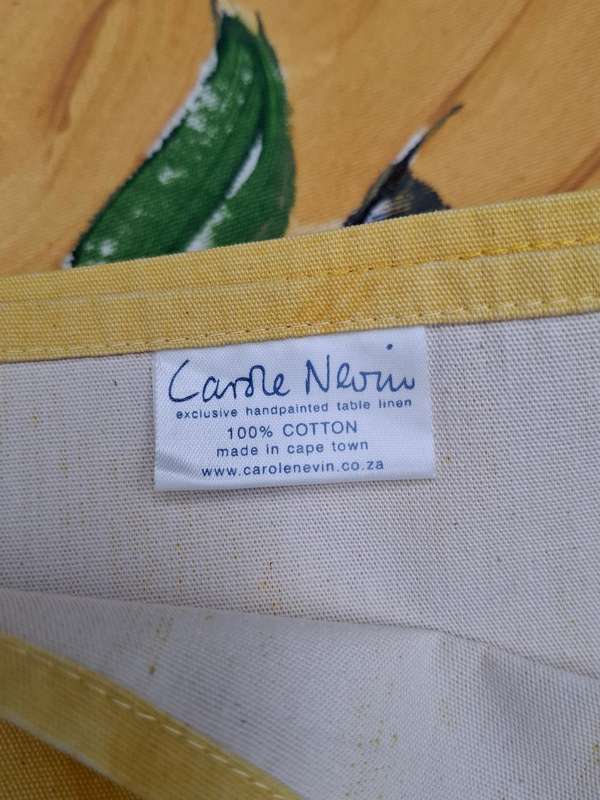 Carole Nevin
exclusive handpainted table linen
100% COTTON
made in cape town
www.carolenevin.co.za